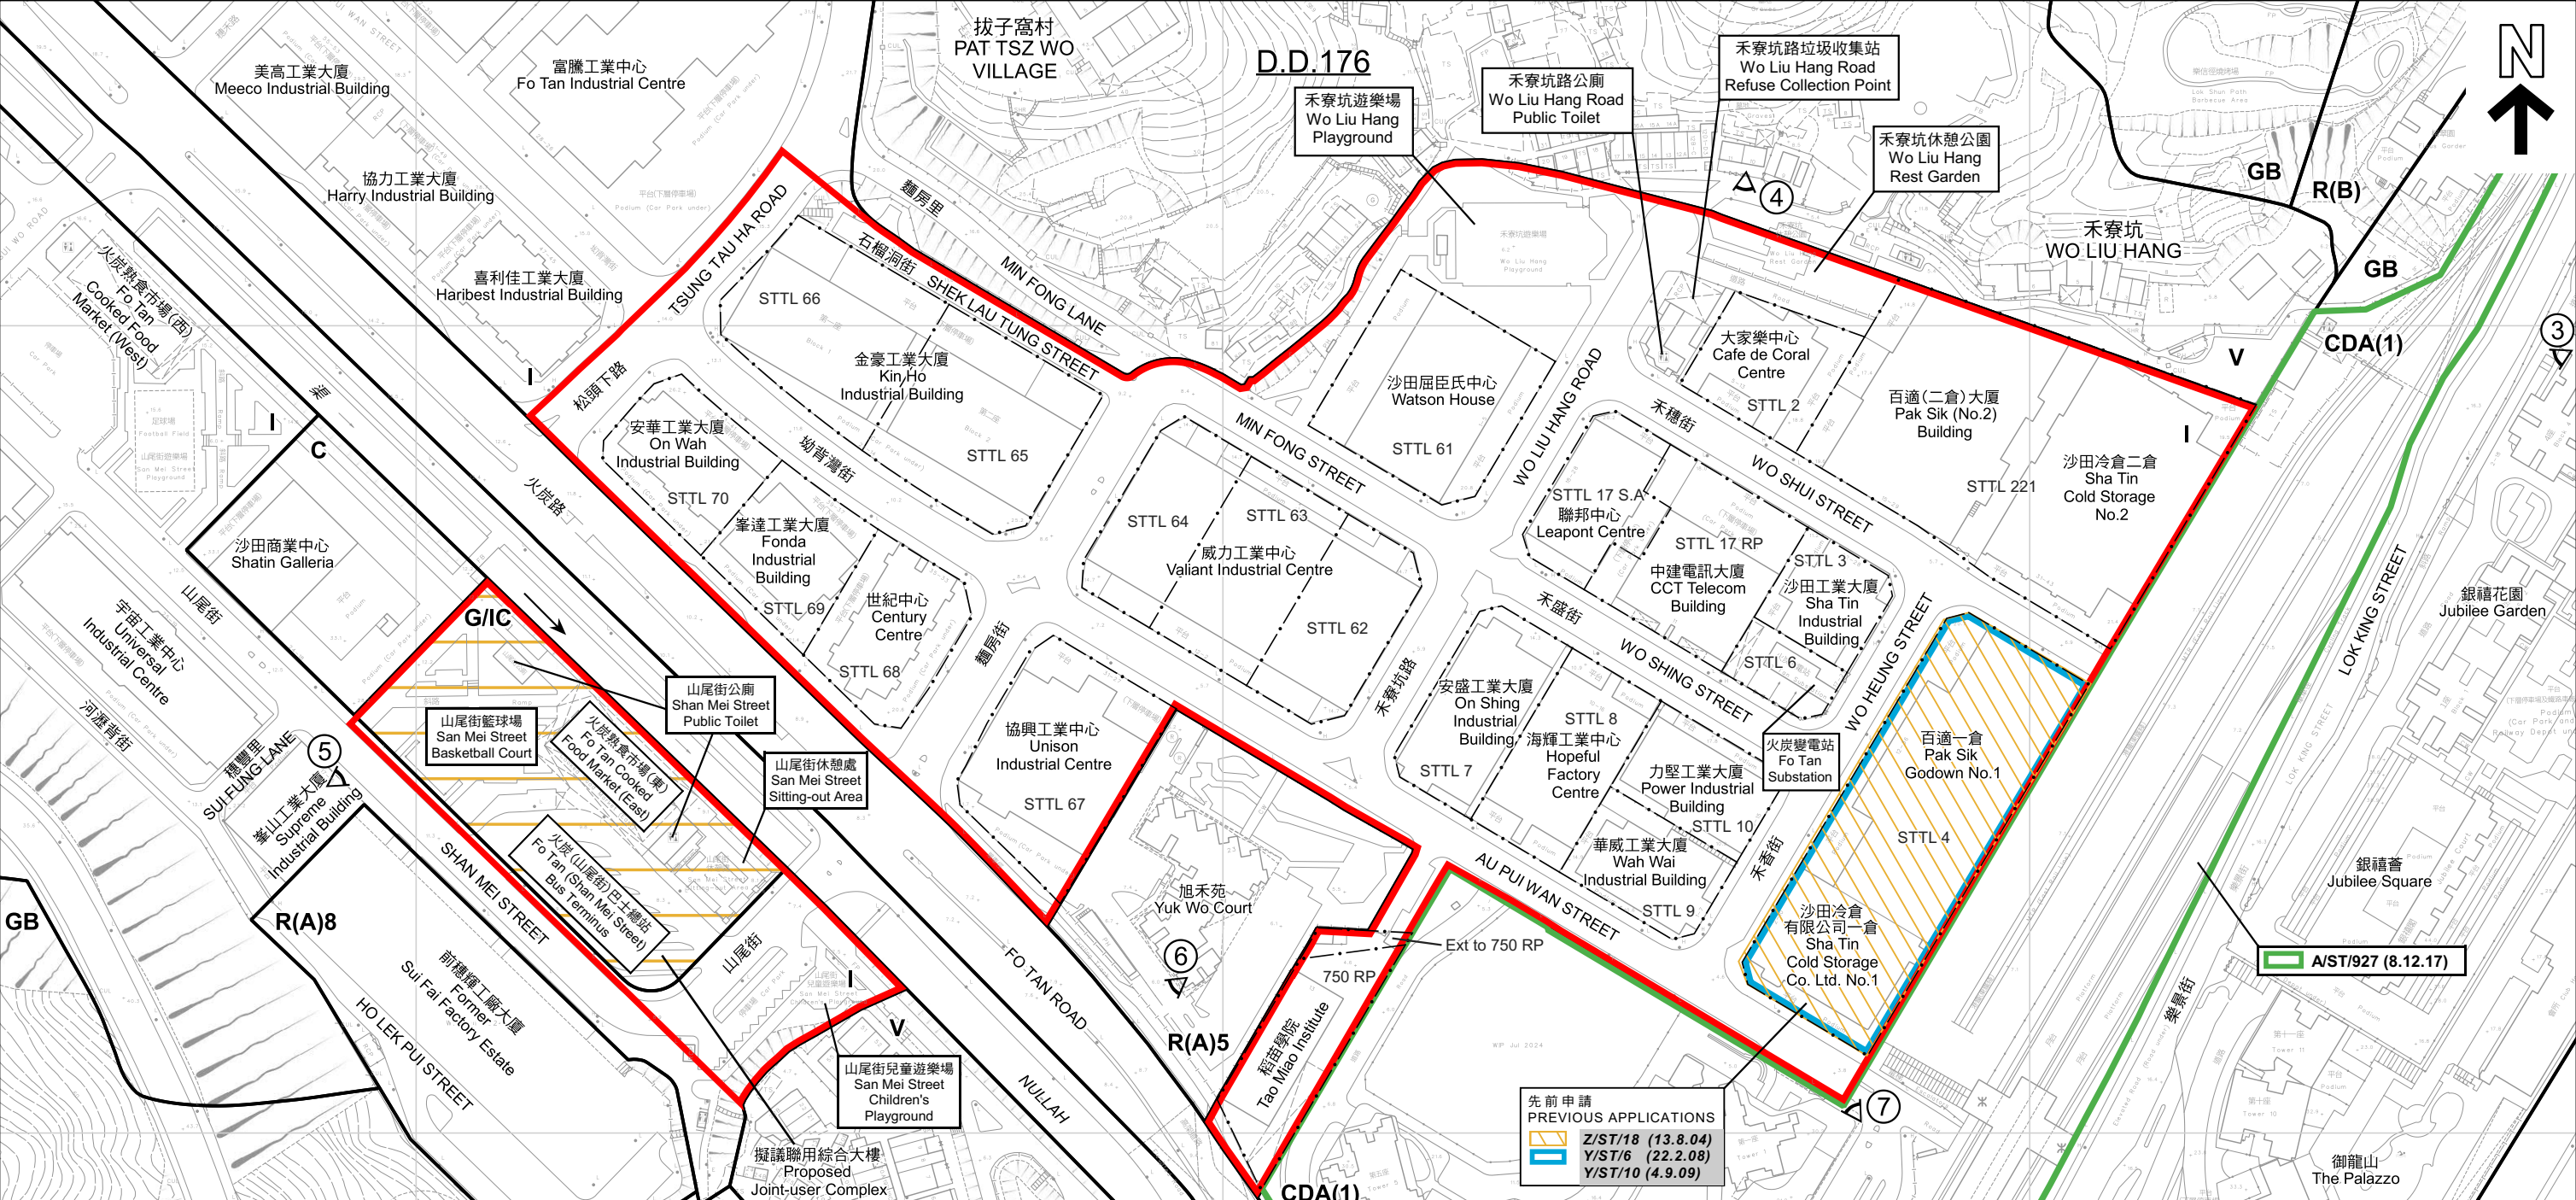 美高工業大廈
Meeco Industrial Building
富騰工業中心
Fo Tan Industrial Centre
拔子窩村
PAT TSZ WO
VILLAGE
D.D.176
禾寮坑遊樂場
Wo Liu Hang
Playground
禾寮坑路公廁
Wo Liu Hang Road
Public Toilet
禾寮坑路垃圾收集站
Wo Liu Hang Road
Refuse Collection Point
禾寮坑休憩公園
Wo Liu Hang
Rest Garden
N
GB
R(B)
協力工業大廈
Harry Industrial Building
麵房里
MIN FONG LANE
4
禾寮坑
WO LIU HANG
GB
火炭熟食市場(西)
Fo Tan
Cooked Food
Market (West)
喜利佳工業大廈
Haribest Industrial Building
TSUNG TAU HA ROAD
松頭下路
石榴洞街
SHEK LAU TUNG STREET
STTL 66
金豪工業大廈
Kin Ho
Industrial Building
STTL 65
沙田屈臣氏中心
Watson House
STTL 61
WO LIU HANG ROAD
大家樂中心
Cafe de Coral
Centre
STTL 2
百適(二倉)大廈
Pak Sik (No.2)
Building
STTL 221
沙田冷倉二倉
Sha Tin
Cold Storage
No.2
I
V
CDA(1)
3
I
渠
I
C
火炭路
安華工業大廈
On Wah
Industrial Building
STTL 70
坳背灣街
峯達工業大廈
Fonda
Industrial
Building
STTL 69
世紀中心
Century
Centre
STTL 68
麵房街
MIN FONG STREET
STTL 64
STTL 63
威力工業中心
Valiant Industrial Centre
STTL 62
禾穗街
WO SHUI STREET
STTL 17 S.A
聯邦中心
Leapont Centre
STTL 17 RP
中建電訊大廈
CCT Telecom
Building
STTL 3
沙田工業大廈
Sha Tin
Industrial
Building
STTL 6
禾盛街
WO SHING STREET
WO HEUNG STREET
LOK KING STREET
銀禧花園
Jubilee Garden
沙田商業中心
Shatin Galleria
山尾街
宇宙工業中心
Universal
Industrial Centre
G/IC
山尾街公廁
Shan Mei Street
Public Toilet
山尾街籃球場
San Mei Street
Basketball Court
火炭熟食市場(東)
Fo Tan Cooked
Food Market (East)
山尾街休憩處
San Mei Street
Sitting-out Area
火炭(山尾街)巴士總站
Fo Tan (Shan Mei Street)
Bus Terminus
河瀝背街
穗豐里
SUI FUNG LANE
5
峯山工業大廈
Supreme
Industrial Building
GB
R(A)8
SHAN MEI STREET
山尾街
前穗輝工廠大廈
Former
Sui Fai Factory Estate
HO LEK PUI STREET
I
V
山尾街兒童遊樂場
San Mei Street
Children's
Playground
擬議聯用綜合大樓
Proposed
Joint-user Complex
FO TAN ROAD
NULLAH
協興工業中心
Unison
Industrial Centre
STTL 67
旭禾苑
Yuk Wo Court
6
R(A)5
禾寮坑路
安盛工業大廈
On Shing
Industrial
Building
STTL 7
STTL 8
海輝工業中心
Hopeful
Factory
Centre
力堅工業大廈
Power Industrial
Building
STTL 10
華威工業大廈
Wah Wai
Industrial Building
STTL 9
火炭變電站
Fo Tan
Substation
禾香街
AU PUI WAN STREET
Ext to 750 RP
750 RP
稻苗學院
Tao Miao Institute
CDA(1)
百適一倉
Pak Sik
Godown No.1
STTL 4
沙田冷倉
有限公司一倉
Sha Tin
Cold Storage
Co. Ltd. No.1
WIP Jul 2024
7
先前申請
PREVIOUS APPLICATIONS
Z/ST/18 (13.8.04)
Y/ST/6 (22.2.08)
Y/ST/10 (4.9.09)
銀禧薈
Jubilee Square
A/ST/927 (8.12.17)
樂景街
御龍山
The Palazzo